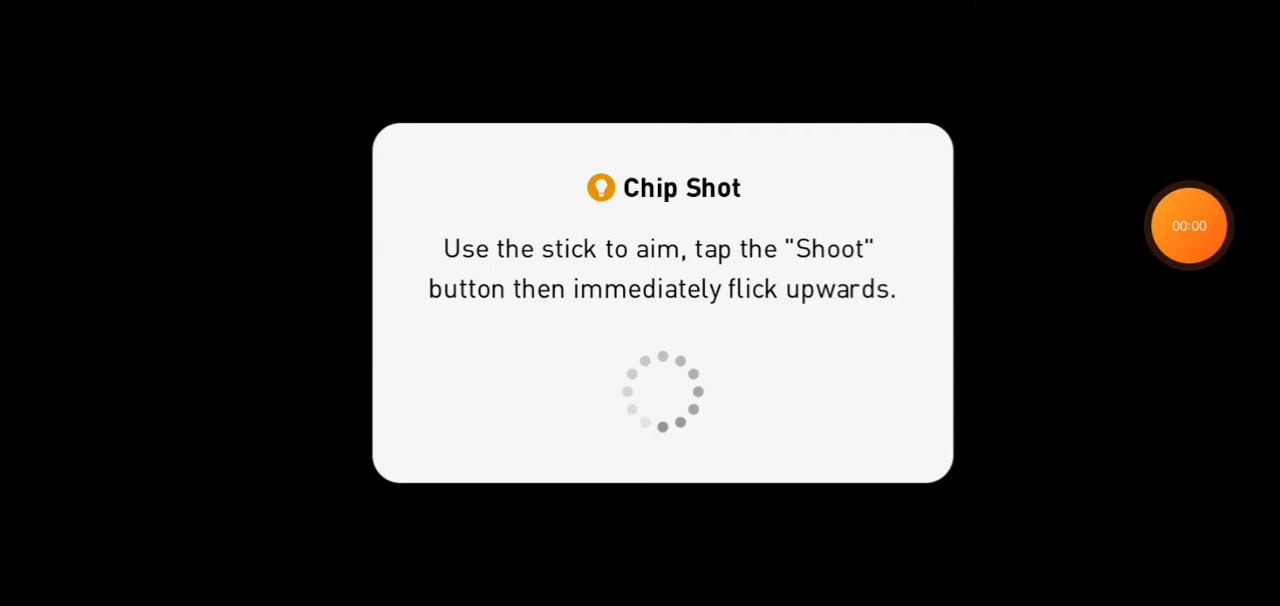 Chip Shot
Use the stick to aim, tap the "Shoot"
button then immediately flick upwards.
00:00